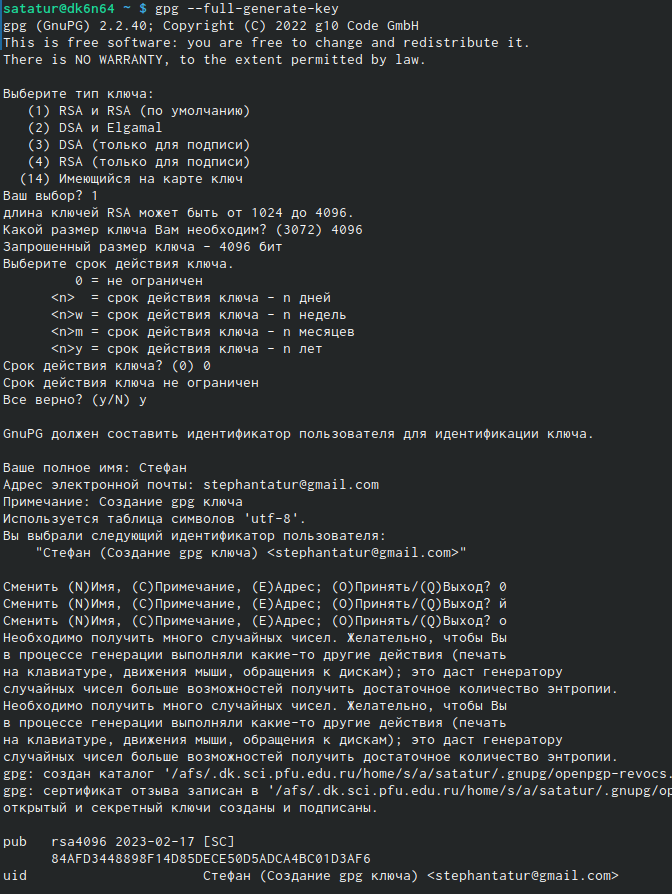 satatur@dk6n64 ~ $ gpg --full-generate-key
gpg (GnuPG) 2.2.40; Copyright (C) 2022 g10 Code GmbH
This is free software: you are free to change and redistribute it.
There is NO WARRANTY, to the extent permitted by law.
Выберите тип ключа:
(1) RSA и RSA (по умолчанию)
(2) DSA и Elgamal
(3) DSA (только для подписи)
(4) RSA (только для подписи)
(14) Имеющийся на карте ключ
Ваш выбор? 1
длина ключей RSA может быть от 1024 до 4096.
Какой размер ключа Вам необходим? (3072) 4096
Запрошенный размер ключа - 4096 бит
Выберите срок действия ключа.
0 = не ограничен
<n>  = срок действия ключа - n дней
<n>w = срок действия ключа - n недель
<n>m = срок действия ключа - n месяцев
<n>y = срок действия ключа - n лет
Срок действия ключа? (0) 0
Срок действия ключа не ограничен
Все верно? (y/N) y
GnuPG должен составить идентификатор пользователя для идентификации ключа.
Ваше полное имя: Стефан
Адрес электронной почты: stephantatur@gmail.com
Примечание: Создание gpg ключа
Используется таблица символов 'utf-8'.
Вы выбрали следующий идентификатор пользователя:
"Стефан (Создание gpg ключа) <stephantatur@gmail.com>"
Сменить (N)Имя, (C)Примечание, (E)Адрес; (O)Принять/(Q)Выход? 0
Сменить (N)Имя, (C)Примечание, (E)Адрес; (O)Принять/(Q)Выход? й
Сменить (N)Имя, (C)Примечание, (E)Адрес; (O)Принять/(Q)Выход? o
Необходимо получить много случайных чисел. Желательно, чтобы Вы
в процессе генерации выполняли какие-то другие действия (печать
на клавиатуре, движения мыши, обращения к дискам); это даст генератору
случайных чисел больше возможностей получить достаточное количество энтропии.
Необходимо получить много случайных чисел. Желательно, чтобы Вы
в процессе генерации выполняли какие-то другие действия (печать
на клавиатуре, движения мыши, обращения к дискам); это даст генератору
случайных чисел больше возможностей получить достаточное количество энтропии.
gpg: создан каталог '/afs/.dk.sci.pfu.edu.ru/home/s/a/satatur/.gnupg/openpgp-revocs.
gpg: сертификат отзыва записан в '/afs/.dk.sci.pfu.edu.ru/home/s/a/satatur/.gnupg/op
открытый и секретный ключи созданы и подписаны.
pub   rsa4096 2023-02-17 [SC]
84AFD3448898F14D85DECE50D5ADCA4BC01D3AF6
uid                      Стефан (Создание gpg ключа) <stephantatur@gmail.com>